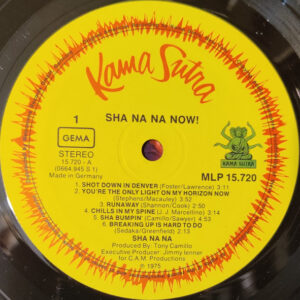 Kama Sutra
1
SHA NA NA NOW!
GEMA
STEREO
15.720 - A
(0664.945 S.1)
Made in Germany
KAMA SUTRA
MLP 15.720
1. SHOT DOWN IN DENVER (Foster/Lawrence) 3:11
2. YOU'RE THE ONLY LIGHT ON MY HORIZON NOW
(Stephens/Macauley) 3:52
3. RUNAWAY (Shannon/Cook) 2:50
4. CHILLS IN MY SPINE (J. J. Marcellino) 3:44
5. SHA BUMPIN' (Camillo/Sawyer) 4:53
6. BREAKING UP IS HARD TO DO
(Sedaka/Greenfield) 2:38
SHA NA NA
Produced By: Tony Camillo
Executive Producer: Jimmy Ienner
for C.A.M. Productions
℗ 1975